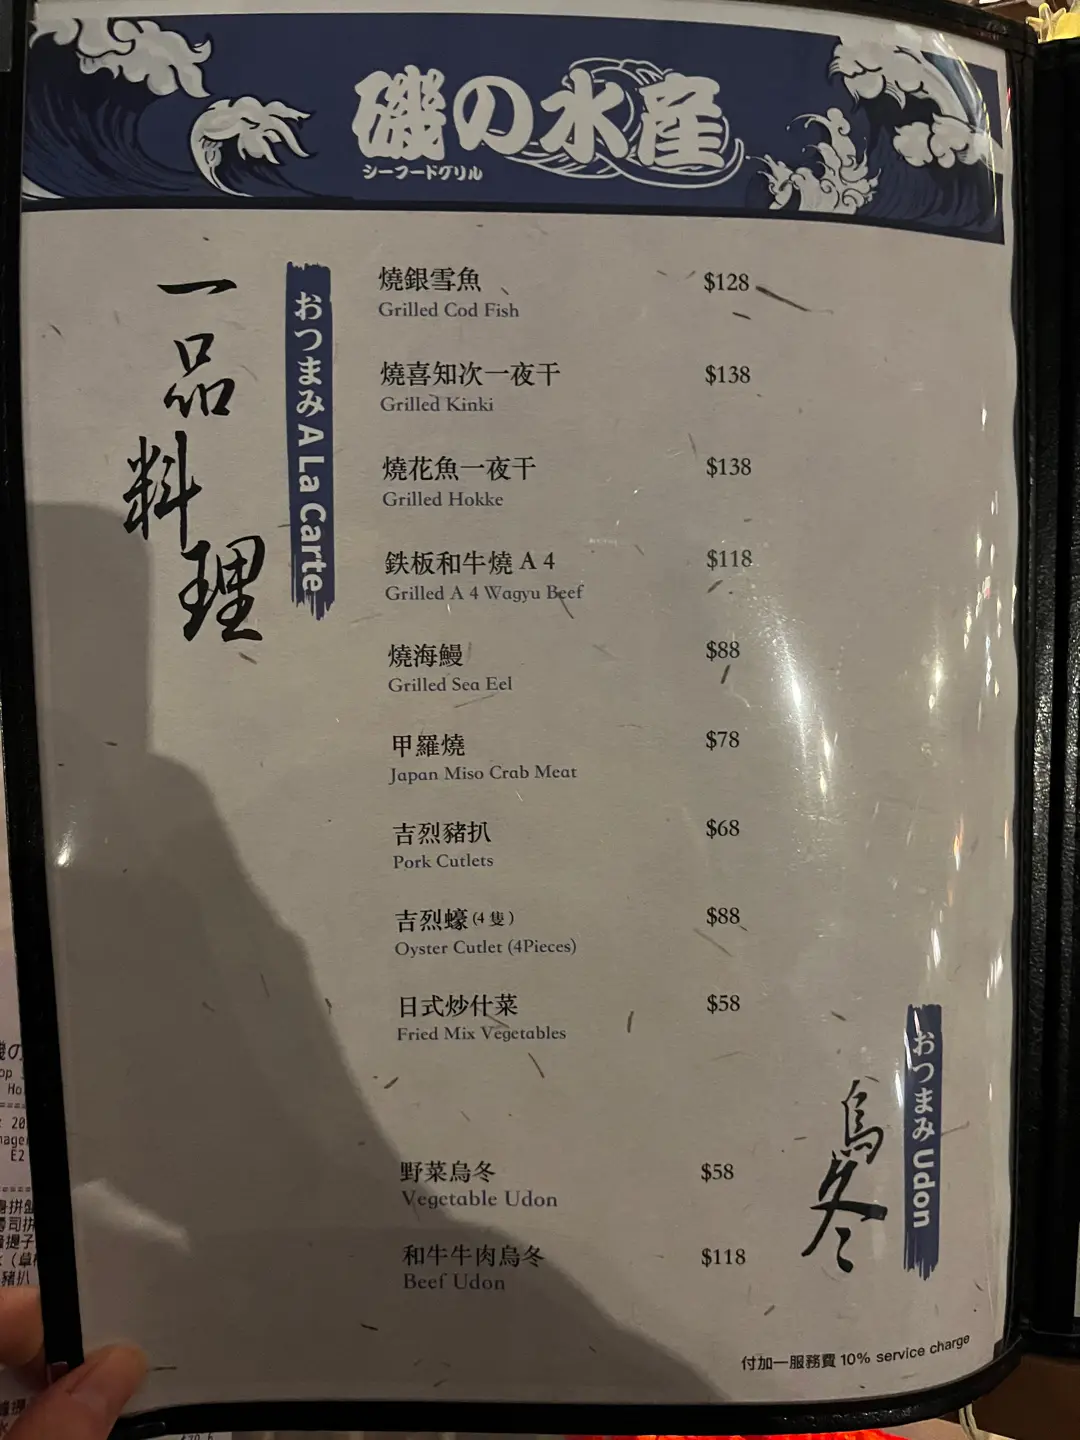 磯の水産
シーフードグリル
一品料理
おつまみ A La Carte
燒銀雪魚 $128
Grilled Cod Fish
燒喜知次一夜干 $138
Grilled Kinki
燒花魚一夜干 $138
Grilled Hokke
鉄板和牛燒 A 4 $118
Grilled A 4 Wagyu Beef
燒海鰻 $88
Grilled Sea Eel
甲羅燒 $78
Japan Miso Crab Meat
吉烈豬扒 $68
Pork Cutlets
吉烈蠔(4 隻) $88
Oyster Cutlet (4Pieces)
日式炒什菜 $58
Fried Mix Vegetables
おつまみ Udon
烏冬
野菜烏冬 $58
Vegetable Udon
和牛牛肉烏冬 $118
Beef Udon
付加一服務費 10% service charge
E2
豬扒